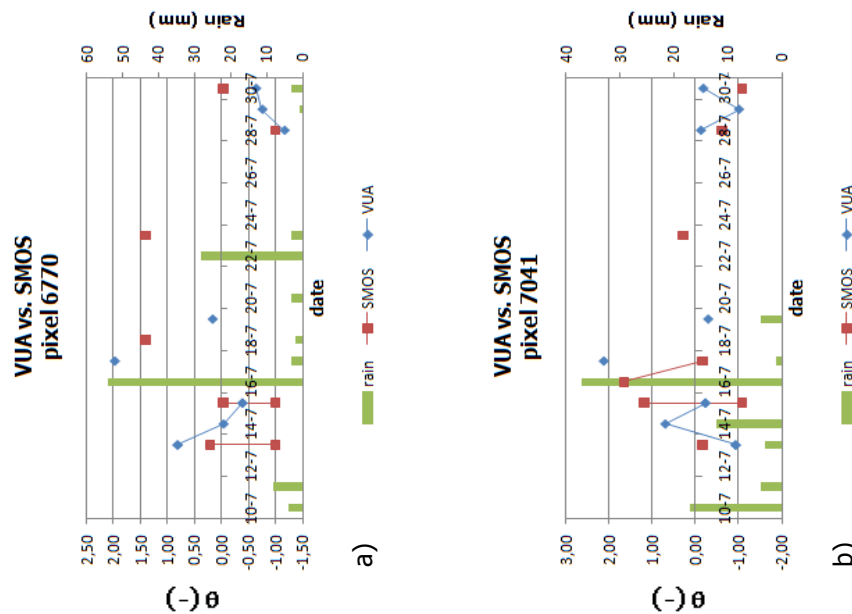 VUA vs. SMOS
pixel 6770
θ (-)
2,50
2,00
1,50
1,00
0,50
0,00
-0,50
-1,00
-1,50
10-7
12-7
14-7
16-7
18-7
20-7
22-7
24-7
26-7
28-7
30-7
60
50
40
30
20
10
0
Rain (mm)
date
rain
SMOS
VUA
a)
VUA vs. SMOS
pixel 7041
θ (-)
3,00
2,00
1,00
0,00
-1,00
-2,00
10-7
12-7
14-7
16-7
18-7
20-7
22-7
24-7
26-7
28-7
30-7
40
30
20
10
0
Rain (mm)
date
rain
SMOS
VUA
b)